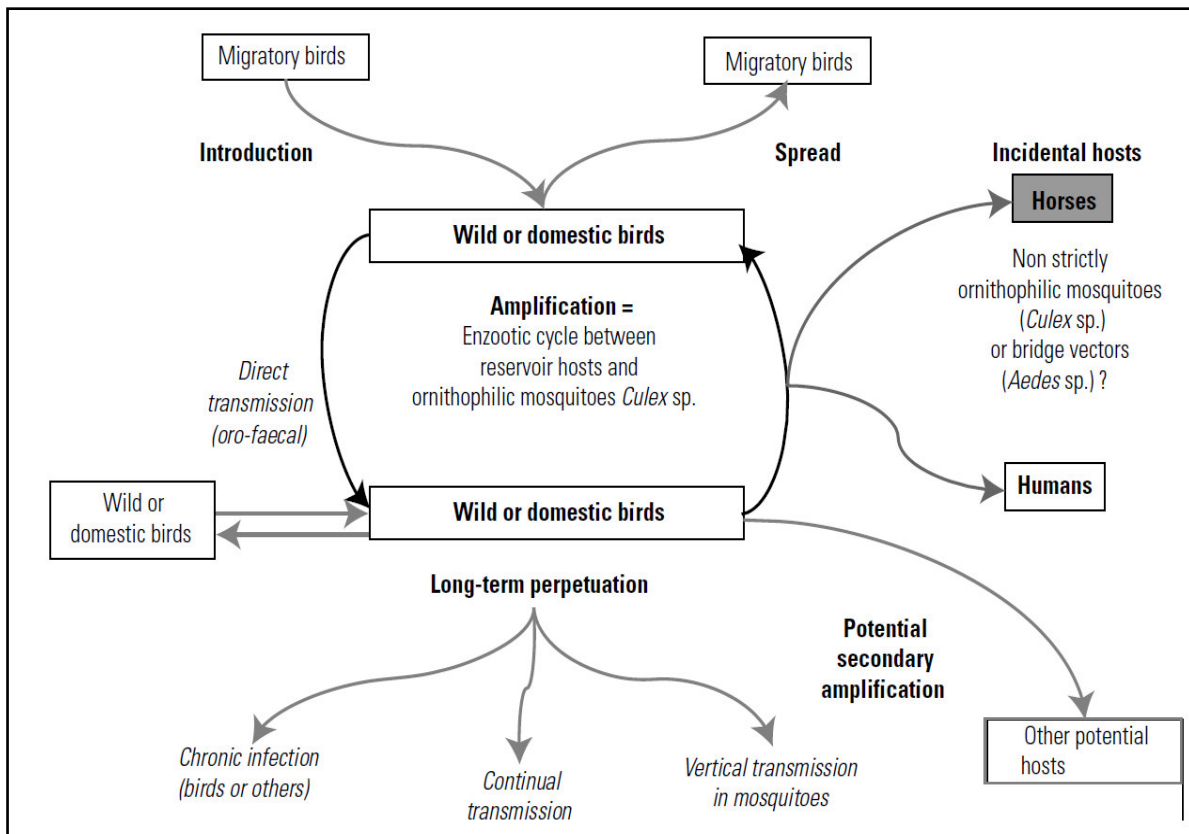 Migratory birds
Migratory birds
Introduction
Spread
Incidental hosts
Horses
Wild or domestic birds
Non strictly
ornithophilic mosquitoes
(Culex sp.)
or bridge vectors
(Aedes sp.) ?
Amplification =
Enzootic cycle between
reservoir hosts and
ornithophilic mosquitoes Culex sp.
Direct
transmission
(oro-faecal)
Humans
Wild or
domestic birds
Wild or domestic birds
Long-term perpetuation
Potential
secondary
amplification
Chronic infection
(birds or others)
Continual
transmission
Vertical transmission
in mosquitoes
Other potential
hosts